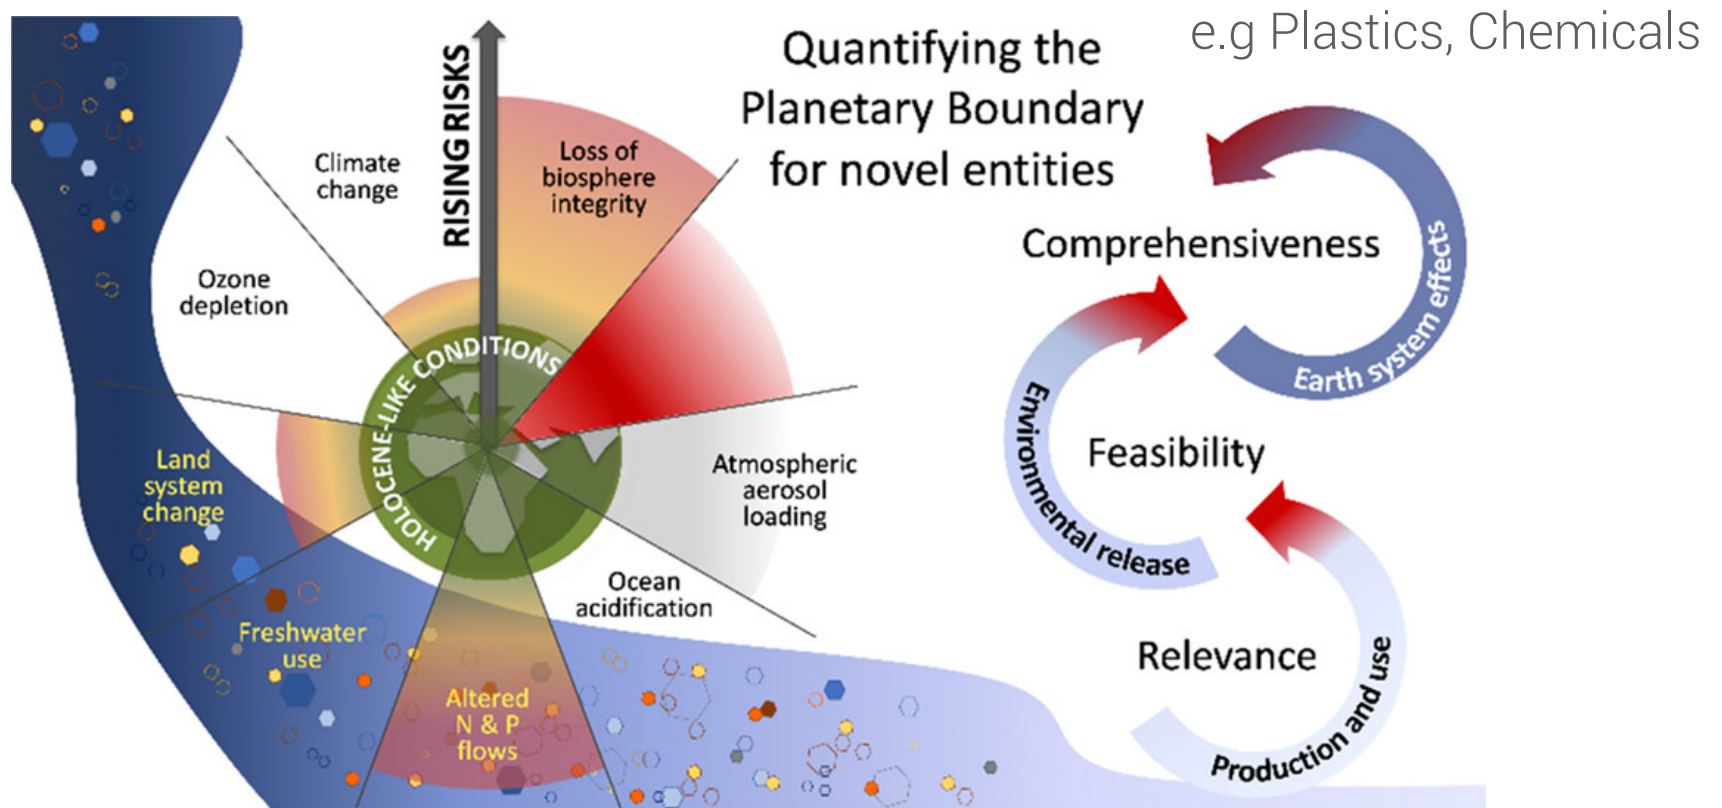 e.g Plastics, Chemicals
Quantifying the
Planetary Boundary
for novel entities
RISING RISKS
Climate
change
Loss of
biosphere
integrity
Ozone
depletion
HOLOCENE-LIKE CONDITIONS
Land
system
change
Atmospheric
aerosol
loading
Ocean
acidification
Freshwater
use
Altered
N & P
flows
Comprehensiveness
Earth system effects
Feasibility
Environmental release
Relevance
Production and use